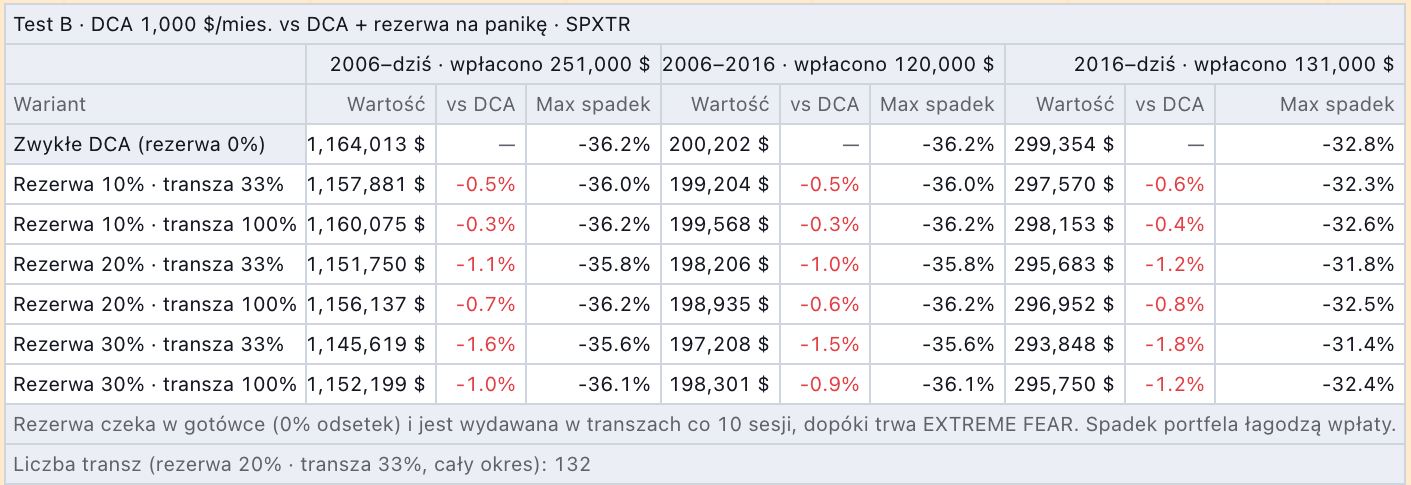 Test B · DCA 1,000 $/mies. vs DCA + rezerwa na panikę · SPXTR
2006–dziś · wpłacono 251,000 $ 2006–2016 · wpłacono 120,000 $ 2016–dziś · wpłacono 131,000 $
Wariant Wartość vs DCA Max spadek Wartość vs DCA Max spadek Wartość vs DCA Max spadek
Zwykłe DCA (rezerwa 0%) 1,164,013 $ — -36.2% 200,202 $ — -36.2% 299,354 $ — -32.8%
Rezerwa 10% · transza 33% 1,157,881 $ -0.5% -36.0% 199,204 $ -0.5% -36.0% 297,570 $ -0.6% -32.3%
Rezerwa 10% · transza 100% 1,160,075 $ -0.3% -36.2% 199,568 $ -0.3% -36.2% 298,153 $ -0.4% -32.6%
Rezerwa 20% · transza 33% 1,151,750 $ -1.1% -35.8% 198,206 $ -1.0% -35.8% 295,683 $ -1.2% -31.8%
Rezerwa 20% · transza 100% 1,156,137 $ -0.7% -36.2% 198,935 $ -0.6% -36.2% 296,952 $ -0.8% -32.5%
Rezerwa 30% · transza 33% 1,145,619 $ -1.6% -35.6% 197,208 $ -1.5% -35.6% 293,848 $ -1.8% -31.4%
Rezerwa 30% · transza 100% 1,152,199 $ -1.0% -36.1% 198,301 $ -0.9% -36.1% 295,750 $ -1.2% -32.4%
Rezerwa czeka w gotówce (0% odsetek) i jest wydawana w transzach co 10 sesji, dopóki trwa EXTREME FEAR. Spadek portfela łagodzą wpłaty.
Liczba transz (rezerwa 20% · transza 33%, cały okres): 132